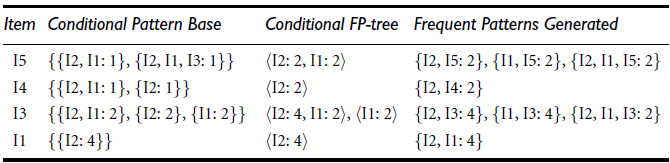 Item Conditional Pattern Base Conditional FP-tree Frequent Patterns Generated
I5 {{I2, I1: 1}, {I2, I1, I3: 1}} ⟨I2: 2, I1: 2⟩ {I2, I5: 2}, {I1, I5: 2}, {I2, I1, I5: 2}
I4 {{I2, I1: 1}, {I2: 1}} ⟨I2: 2⟩ {I2, I4: 2}
I3 {{I2, I1: 2}, {I2: 2}, {I1: 2}} ⟨I2: 4, I1: 2⟩, ⟨I1: 2⟩ {I2, I3: 4}, {I1, I3: 4}, {I2, I1, I3: 2}
I1 {{I2: 4}} ⟨I2: 4⟩ {I2, I1: 4}